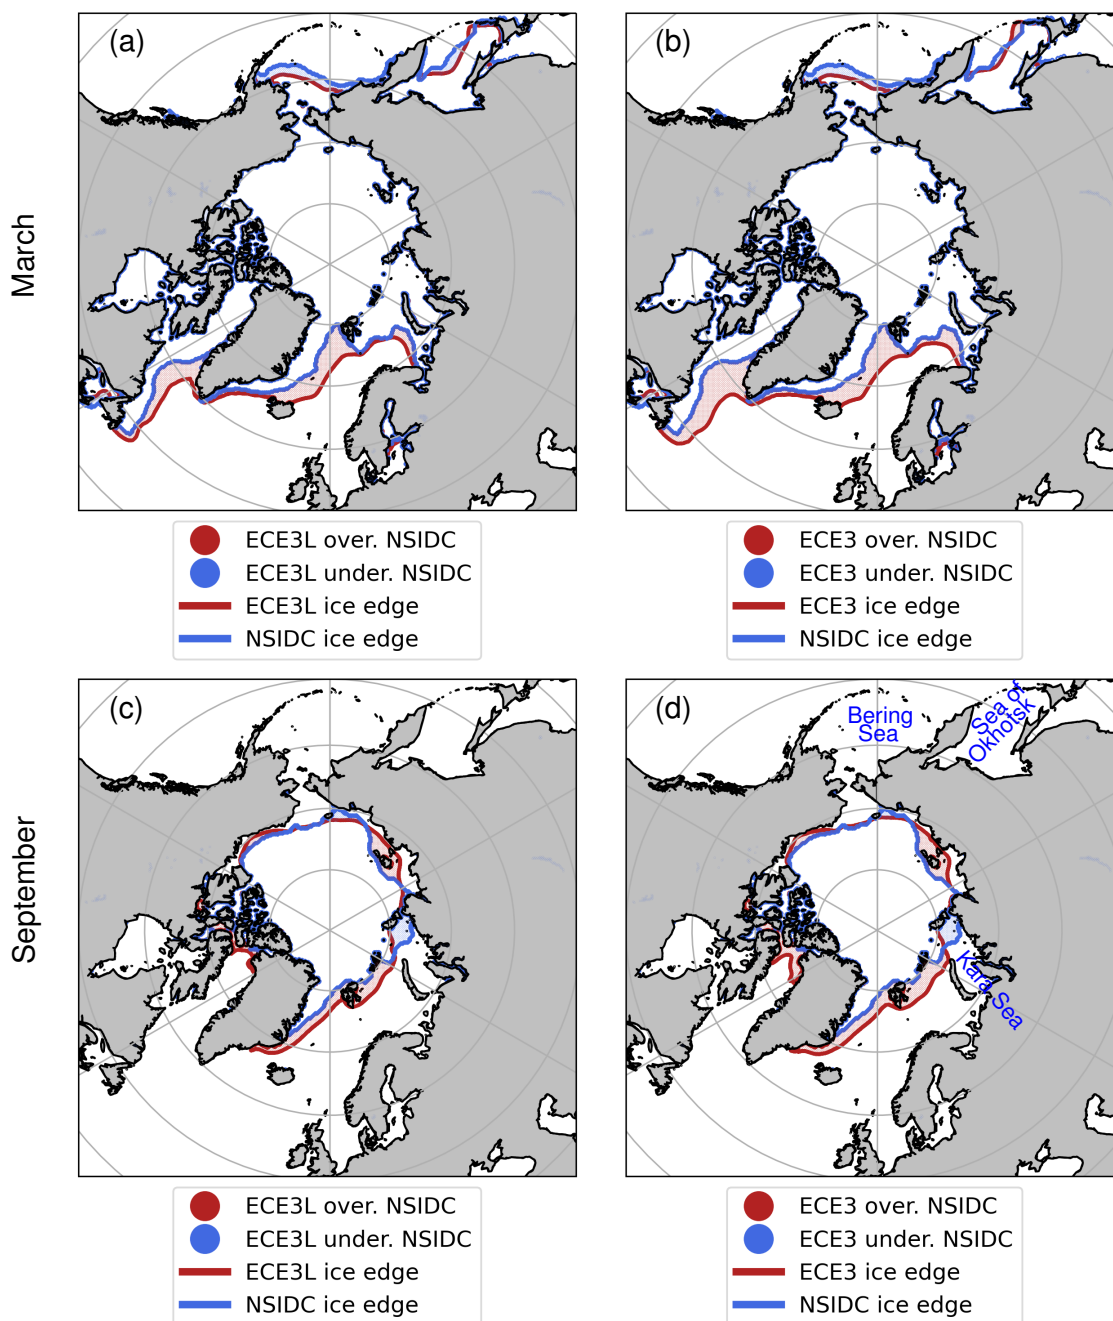 (a)
(b)
March
ECE3L over. NSIDC
ECE3L under. NSIDC
ECE3L ice edge
NSIDC ice edge
ECE3 over. NSIDC
ECE3 under. NSIDC
ECE3 ice edge
NSIDC ice edge
(c)
(d)
Bering
Sea
Sea of
Okhotsk
Kara Sea
September
ECE3L over. NSIDC
ECE3L under. NSIDC
ECE3L ice edge
NSIDC ice edge
ECE3 over. NSIDC
ECE3 under. NSIDC
ECE3 ice edge
NSIDC ice edge